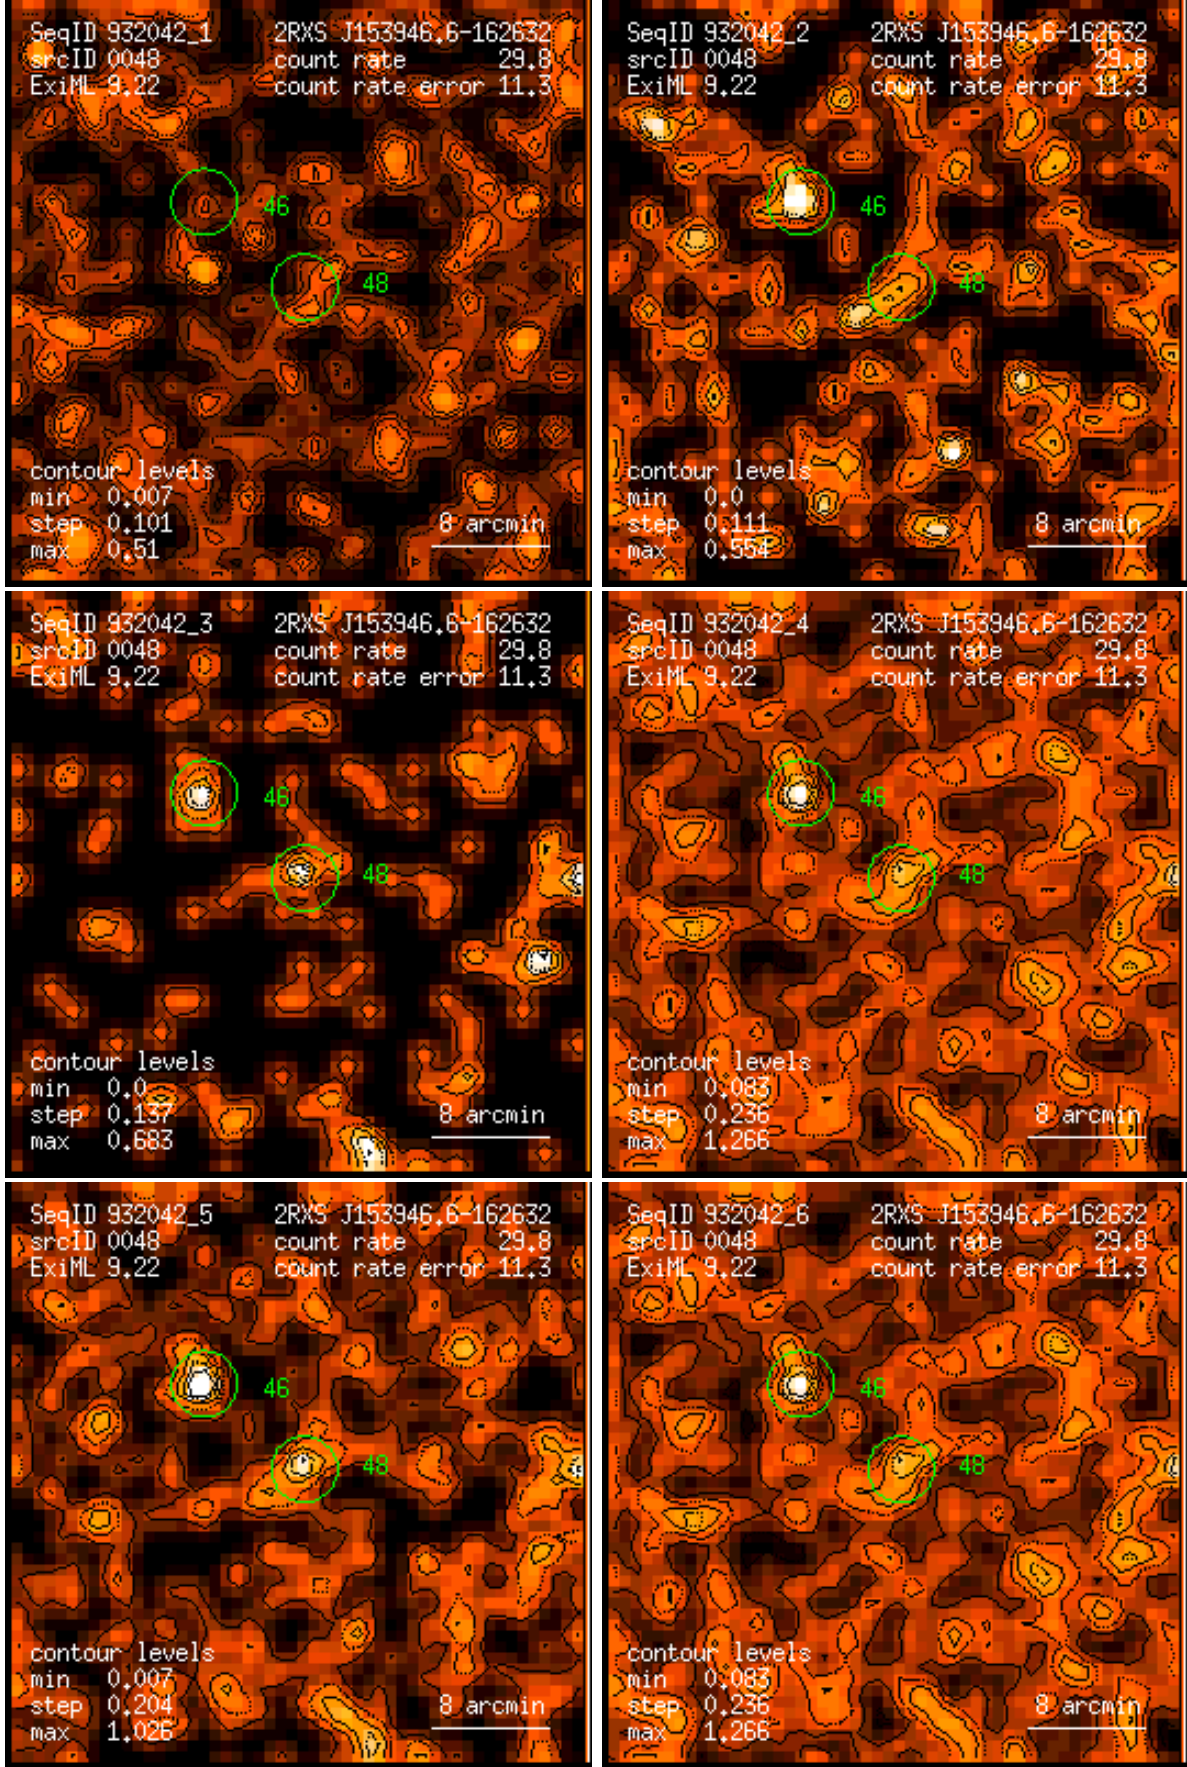 SeqID 932042_1 2RXS J153946.6-162632
srcID 0048 count rate 29.8
ExiML 9.22 count rate error 11.3
46
48
contour levels
min 0.007
step 0.101 8 arcmin
max 0.51
SeqID 932042_2 2RXS J153946.6-162632
srcID 0048 count rate 29.8
ExiML 9.22 count rate error 11.3
46
48
contour levels
min 0.0
step 0.111 8 arcmin
max 0.554
SeqID 932042_3 2RXS J153946.6-162632
srcID 0048 count rate 29.8
ExiML 9.22 count rate error 11.3
46
48
contour levels
min 0.0
step 0.137 8 arcmin
max 0.683
SeqID 932042_4 2RXS J153946.6-162632
srcID 0048 count rate 29.8
ExiML 9.22 count rate error 11.3
46
48
contour levels
min 0.083
step 0.236 8 arcmin
max 1.266
SeqID 932042_5 2RXS J153946.6-162632
srcID 0048 count rate 29.8
ExiML 9.22 count rate error 11.3
46
48
contour levels
min 0.007
step 0.204 8 arcmin
max 1.026
SeqID 932042_6 2RXS J153946.6-162632
srcID 0048 count rate 29.8
ExiML 9.22 count rate error 11.3
46
48
contour levels
min 0.083
step 0.236 8 arcmin
max 1.266